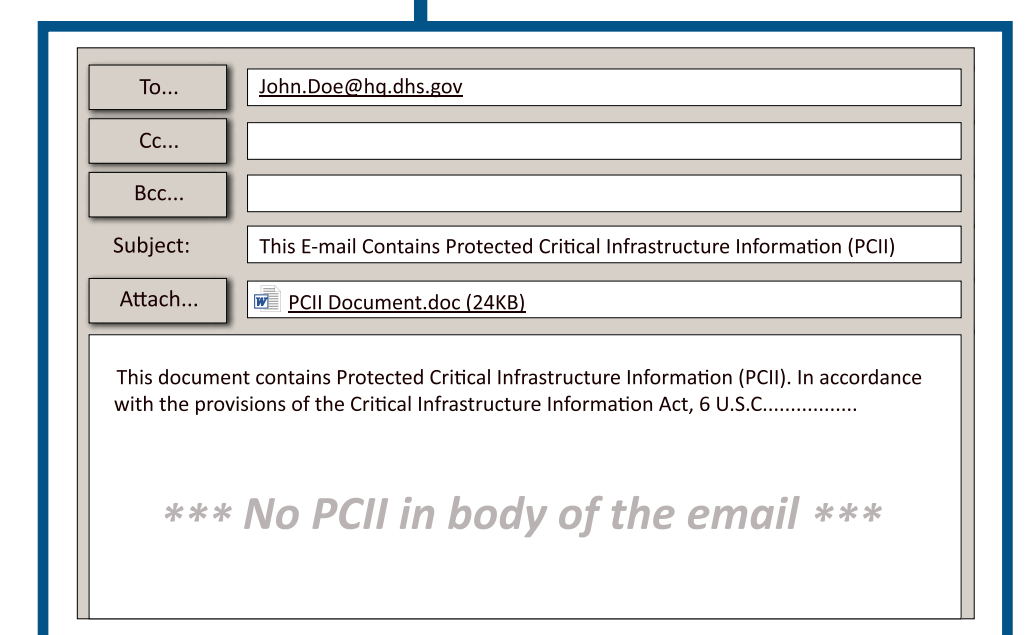 To... John.Doe@hq.dhs.gov
Cc...
Bcc...
Subject: This E-mail Contains Protected Critical Infrastructure Information (PCII)
Attach... PCII Document.doc (24KB)
This document contains Protected Critical Infrastructure Information (PCII). In accordance
with the provisions of the Critical Infrastructure Information Act, 6 U.S.C.................
*** No PCII in body of the email ***